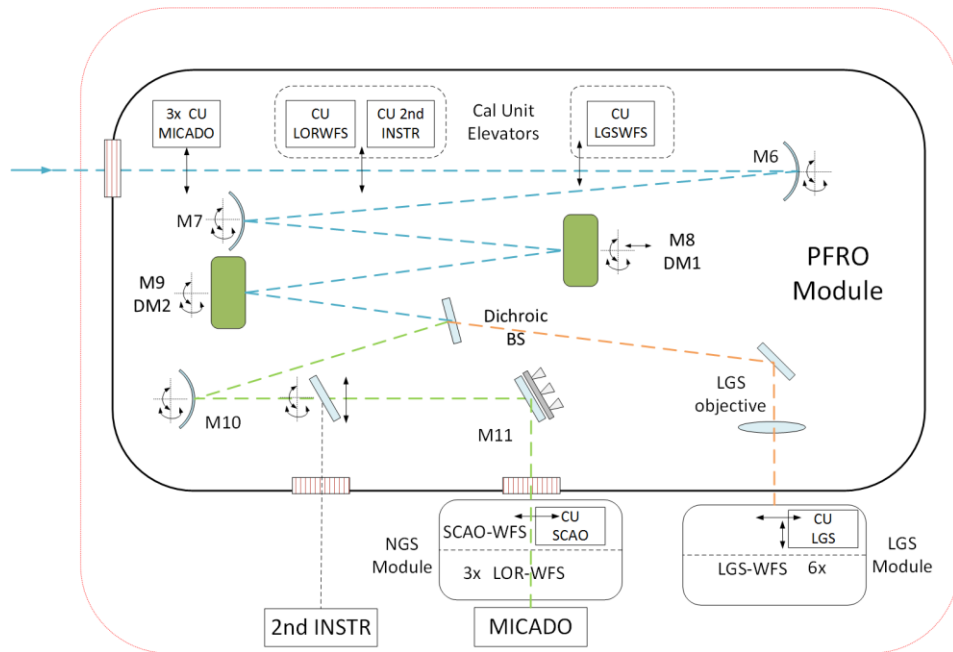 3x CU
MICADO
CU
LORWFS
CU 2nd
INSTR
Cal Unit
Elevators
CU
LGSWFS
M6
M7
M8
DM1
PFRO
Module
M9
DM2
Dichroic
BS
LGS
objective
M10
M11
NGS
Module
SCAO-WFS
CU
SCAO
3x LOR-WFS
CU
LGS
LGS-WFS 6x
LGS
Module
2nd INSTR
MICADO